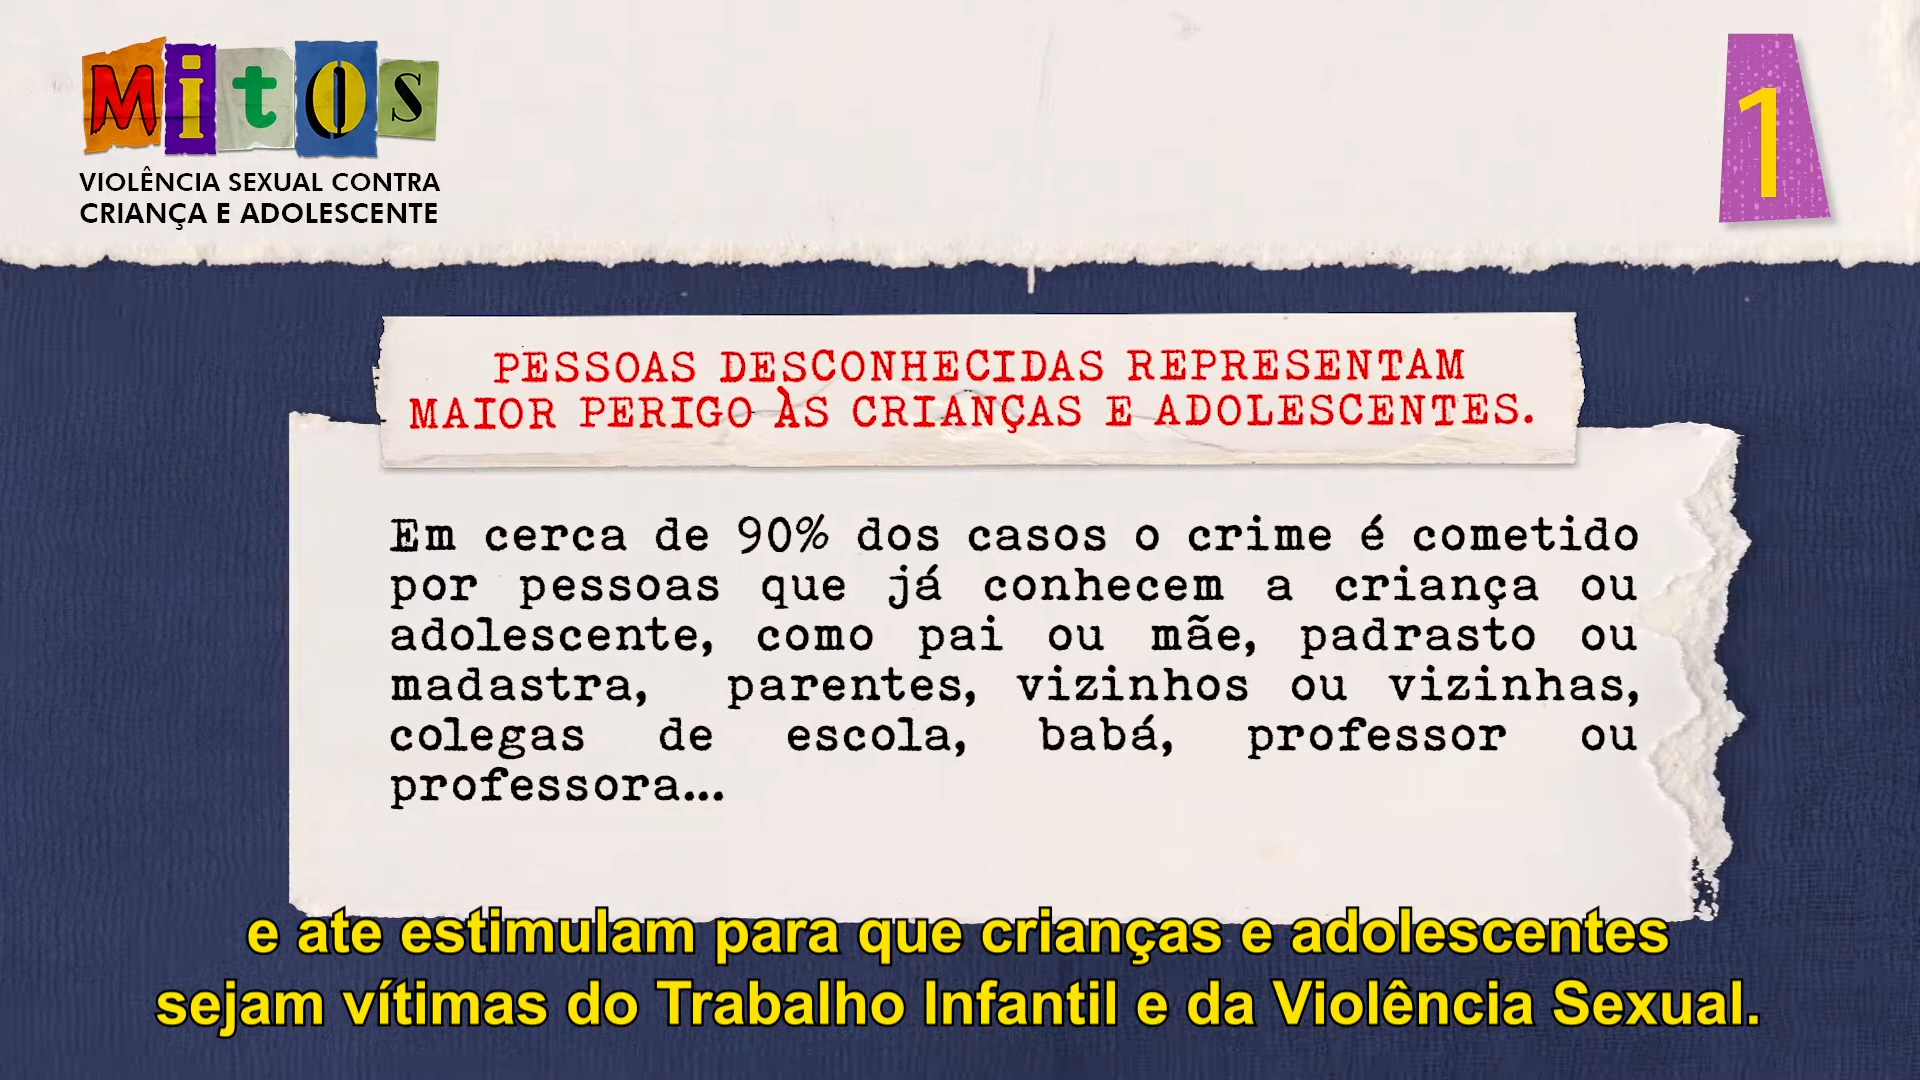 MitOs
VIOLÊNCIA SEXUAL CONTRA
CRIANÇA E ADOLESCENTE
1
PESSOAS DESCONHECIDAS REPRESENTAM
MAIOR PERIGO ÀS CRIANÇAS E ADOLESCENTES.
Em cerca de 90% dos casos o crime é cometido
por pessoas que já conhecem a criança ou
adolescente, como pai ou mãe, padrasto ou
madastra, parentes, vizinhos ou vizinhas,
colegas de escola, babá, professor ou
professora...
e ate estimulam para que crianças e adolescentes
sejam vítimas do Trabalho Infantil e da Violência Sexual.